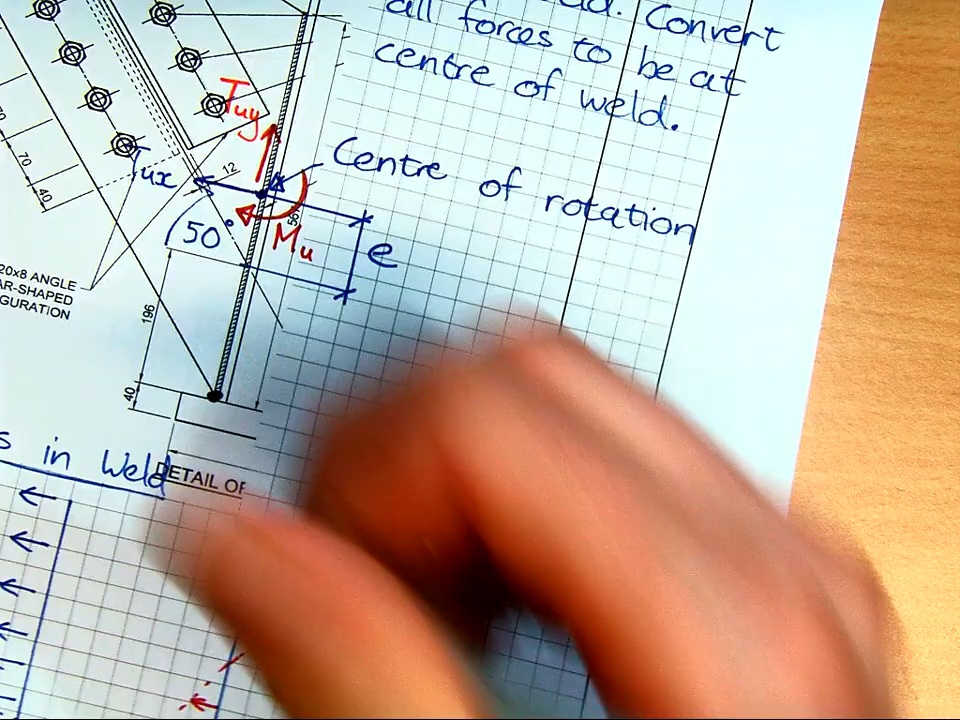 Convert
all forces to be at
centre of weld.
Tuy
Centre of rotation
Tux
12
50°
Mu
e
70
40
20x8 ANGLE
AR-SHAPED
GURATION
196
40
s in Weld
DETAIL OF